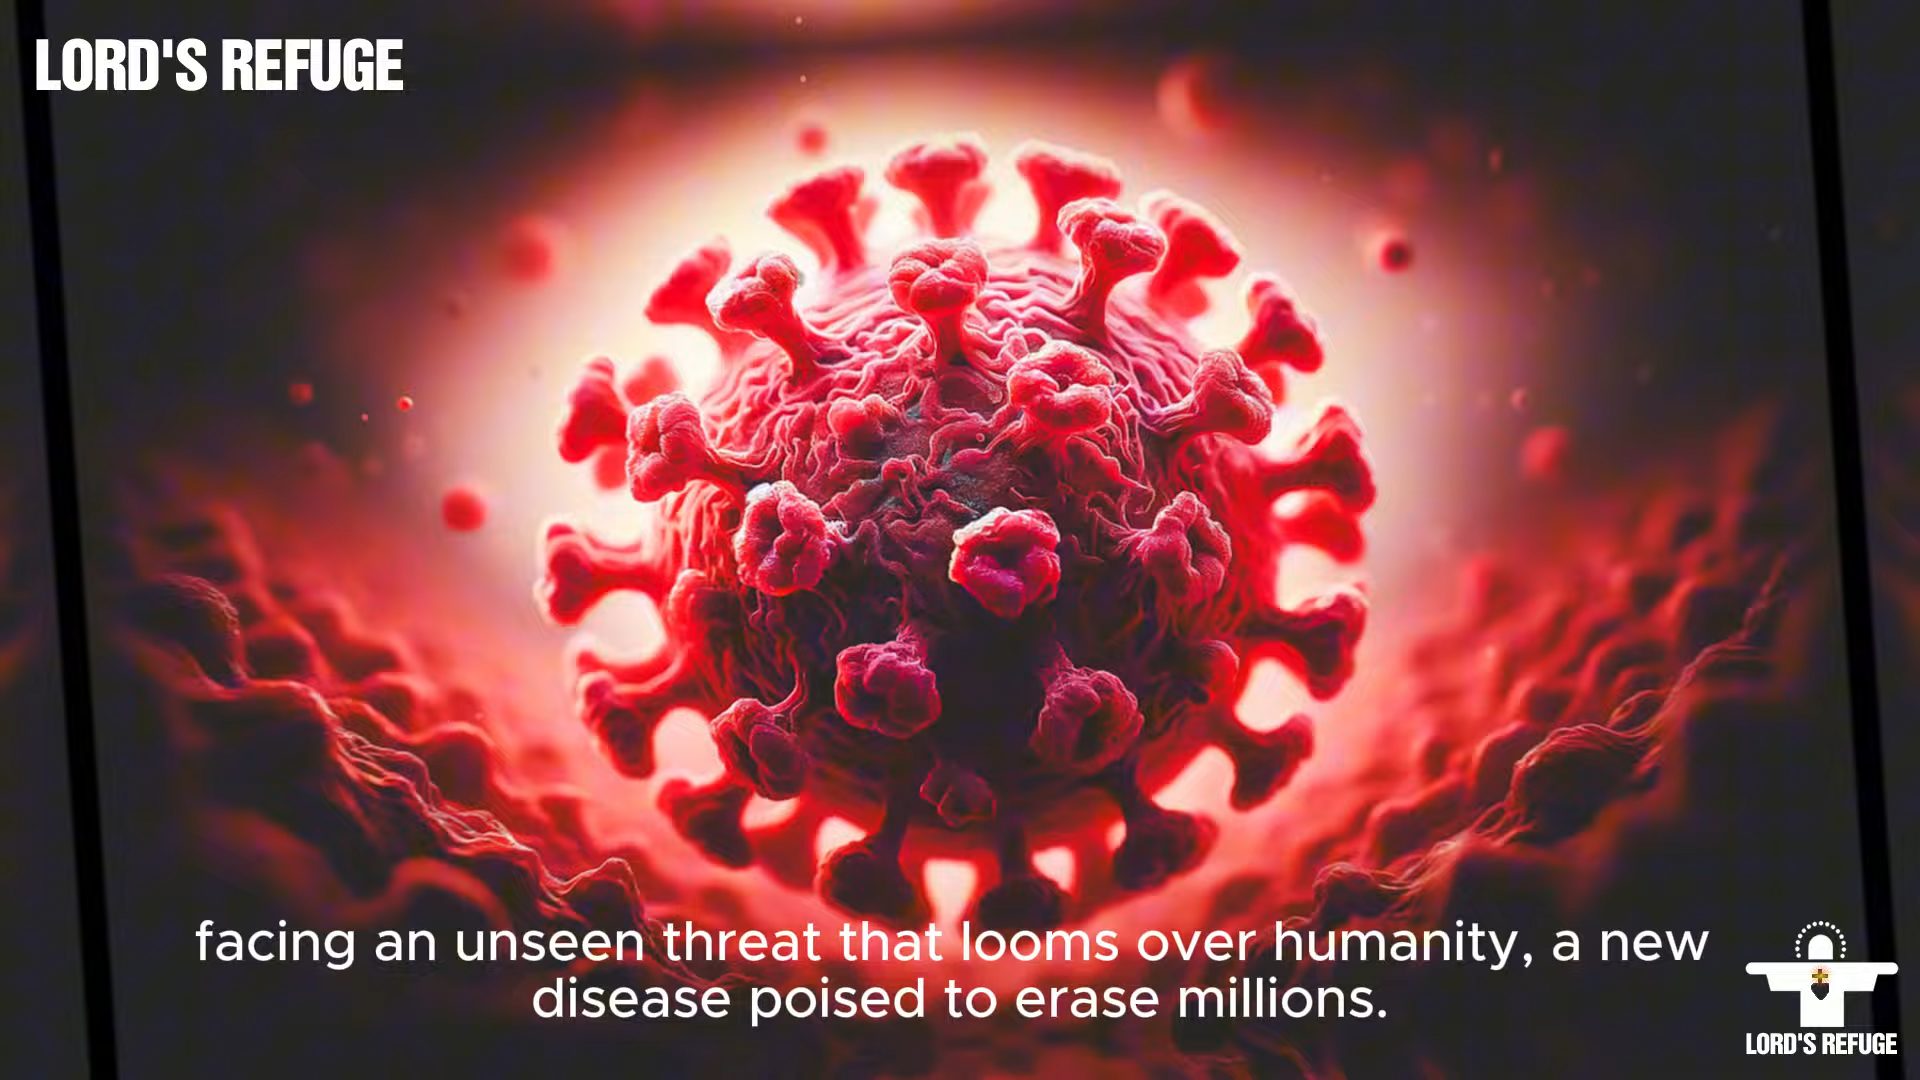 LORD'S REFUGE
facing an unseen threat that looms over humanity, a new
disease poised to erase millions.
LORD'S REFUGE